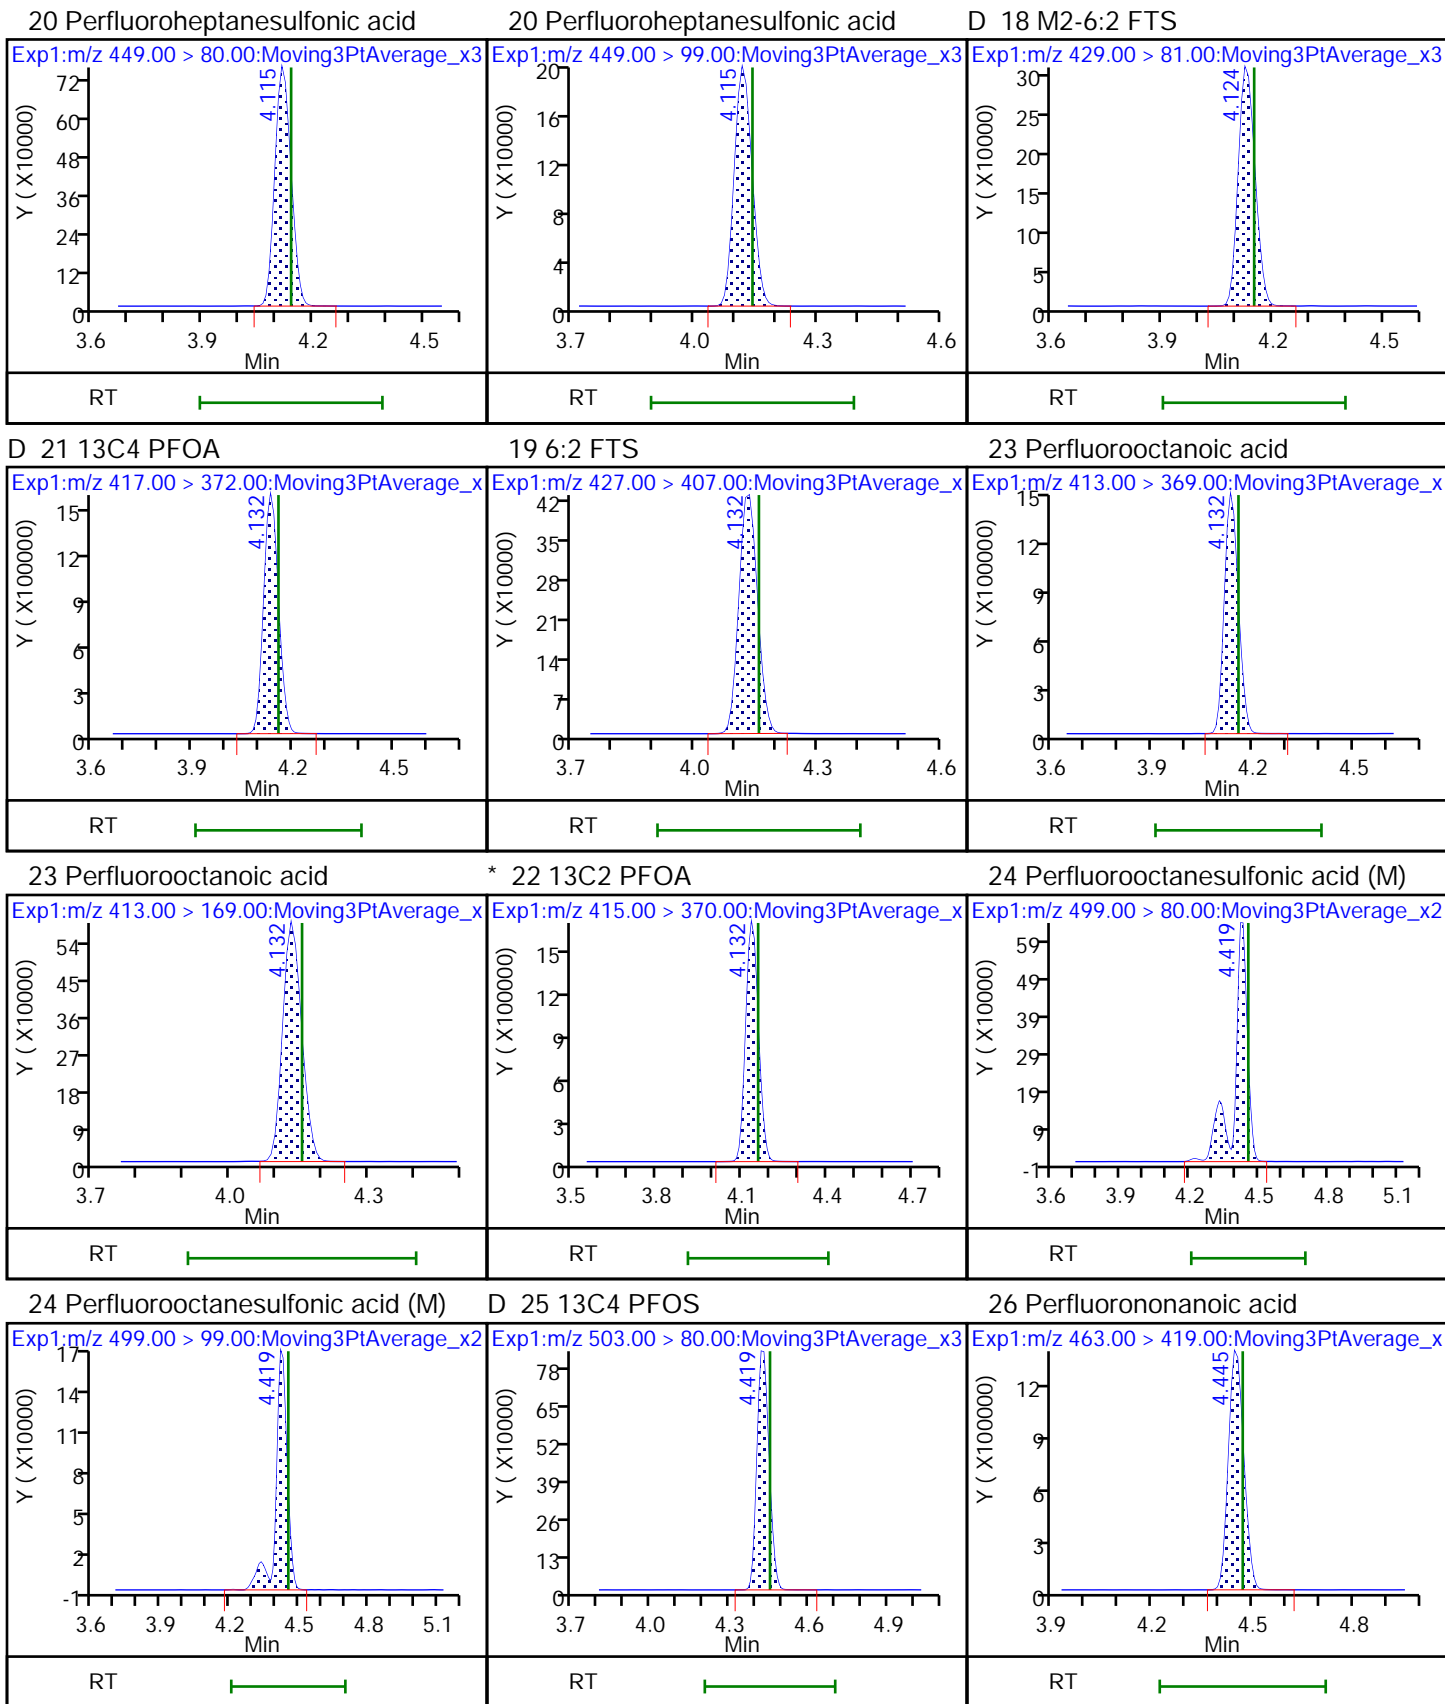 20 Perfluoroheptanesulfonic acid
Exp1:m/z 449.00 > 80.00:Moving3PtAverage_x3
4.115
Y ( X10000)
72
60
48
36
24
12
0
3.6 3.9 4.2 4.5
Min
RT
20 Perfluoroheptanesulfonic acid
Exp1:m/z 449.00 > 99.00:Moving3PtAverage_x3
4.115
Y ( X10000)
20
16
12
8
4
0
3.7 4.0 4.3 4.6
Min
RT
D 18 M2-6:2 FTS
Exp1:m/z 429.00 > 81.00:Moving3PtAverage_x3
4.124
Y ( X10000)
30
25
20
15
10
5
0
3.6 3.9 4.2 4.5
Min
RT
D 21 13C4 PFOA
Exp1:m/z 417.00 > 372.00:Moving3PtAverage_x
4.132
Y ( X100000)
15
12
9
6
3
0
3.6 3.9 4.2 4.5
Min
RT
19 6:2 FTS
Exp1:m/z 427.00 > 407.00:Moving3PtAverage_x
4.132
Y ( X10000)
42
35
28
21
14
7
0
3.7 4.0 4.3 4.6
Min
RT
23 Perfluorooctanoic acid
Exp1:m/z 413.00 > 369.00:Moving3PtAverage_x
4.132
Y ( X100000)
15
12
9
6
3
0
3.6 3.9 4.2 4.5
Min
RT
23 Perfluorooctanoic acid
Exp1:m/z 413.00 > 169.00:Moving3PtAverage_x
4.132
Y ( X10000)
54
45
36
27
18
9
0
3.7 4.0 4.3
Min
RT
* 22 13C2 PFOA
Exp1:m/z 415.00 > 370.00:Moving3PtAverage_x
4.132
Y ( X100000)
15
12
9
6
3
0
3.5 3.8 4.1 4.4 4.7
Min
RT
24 Perfluorooctanesulfonic acid (M)
Exp1:m/z 499.00 > 80.00:Moving3PtAverage_x2
4.419
Y ( X10000)
59
49
39
29
19
9
-1
3.6 3.9 4.2 4.5 4.8 5.1
Min
RT
24 Perfluorooctanesulfonic acid (M)
Exp1:m/z 499.00 > 99.00:Moving3PtAverage_x2
4.419
Y ( X10000)
17
14
11
8
5
2
-1
3.6 3.9 4.2 4.5 4.8 5.1
Min
RT
D 25 13C4 PFOS
Exp1:m/z 503.00 > 80.00:Moving3PtAverage_x3
4.419
Y ( X10000)
78
65
52
39
26
13
0
3.7 4.0 4.3 4.6 4.9
Min
RT
26 Perfluorononanoic acid
Exp1:m/z 463.00 > 419.00:Moving3PtAverage_x
4.445
Y ( X100000)
12
9
6
3
0
3.9 4.2 4.5 4.8
Min
RT